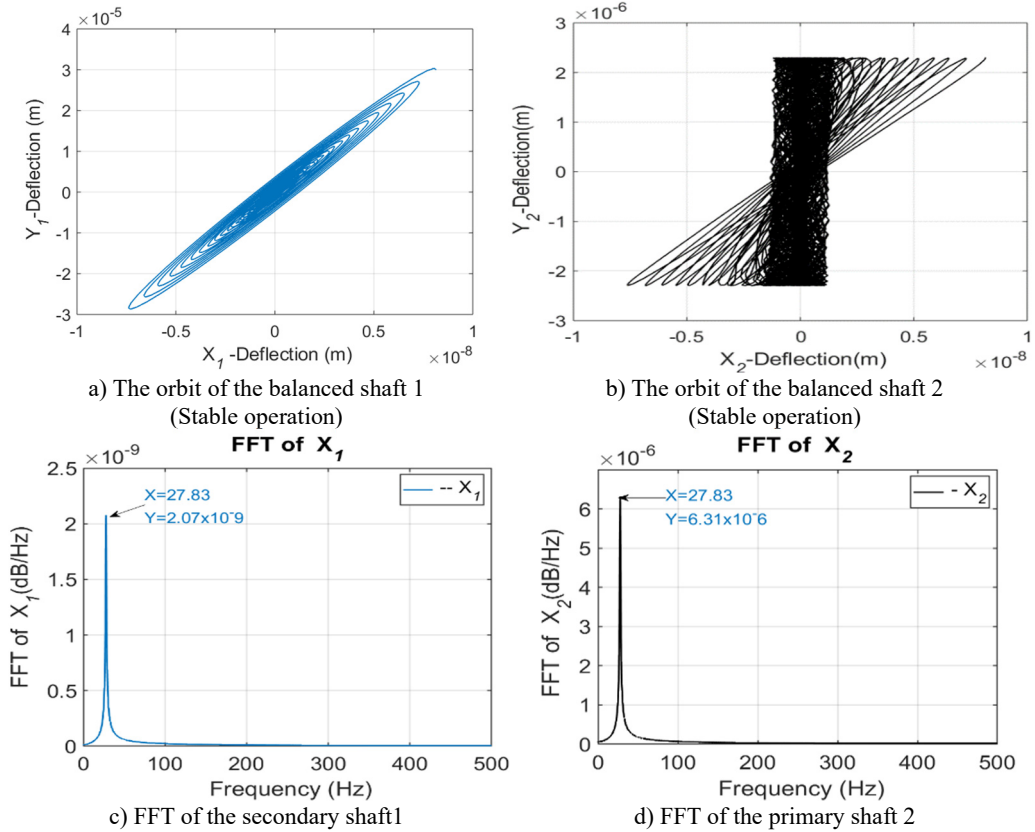 ×10⁻⁵
4
3
2
1
0
-1
-2
-3
Y₁-Deflection (m)
-1
-0.5
0
0.5
1
X₁ -Deflection (m)
×10⁻⁸
a) The orbit of the balanced shaft 1
(Stable operation)
×10⁻⁶
3
2
1
0
-1
-2
-3
Y₂-Deflection(m)
-1
-0.5
0
0.5
1
X₂-Deflection(m)
×10⁻⁸
b) The orbit of the balanced shaft 2
(Stable operation)
FFT of X₁
×10⁻⁹
2.5
2
1.5
1
0.5
0
FFT of X₁(dB/Hz)
-- X₁
X=27.83
Y=2.07x10⁻9
0
100
200
300
400
500
Frequency (Hz)
c) FFT of the secondary shaft1
FFT of X₂
×10⁻⁶
6
5
4
3
2
1
0
FFT of X₂(dB/Hz)
- X₂
X=27.83
Y=6.31x10⁻6
0
100
200
300
400
500
Frequency (Hz)
d) FFT of the primary shaft 2